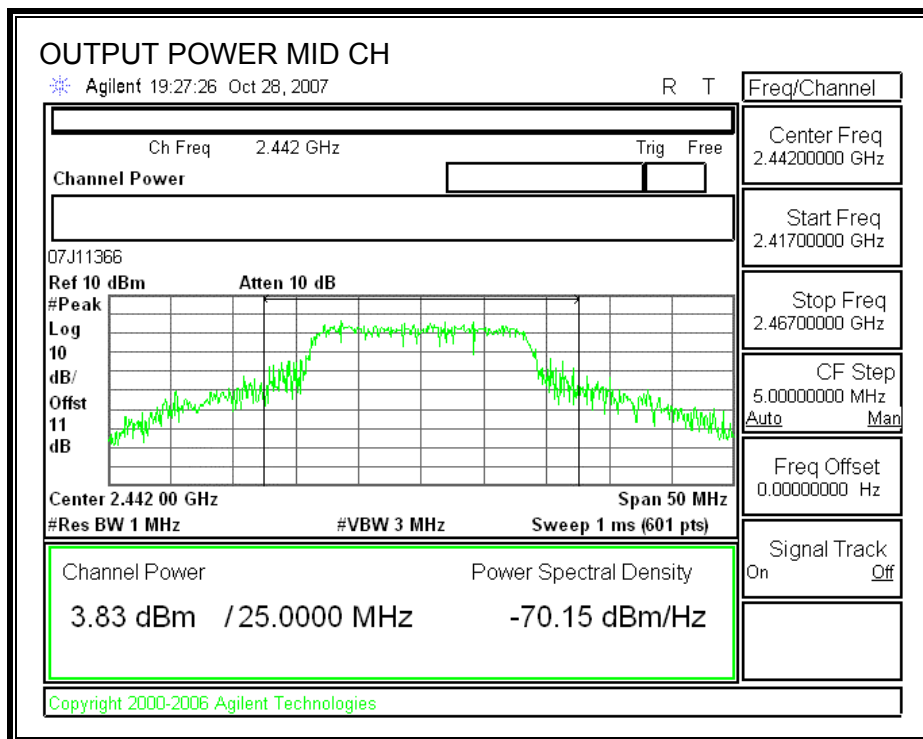 OUTPUT POWER MID CH
Agilent 19:27:26 Oct 28, 2007 R T
Freq/Channel
Ch Freq 2.442 GHz Trig Free
Channel Power
Center Freq
2.44200000 GHz
Start Freq
2.41700000 GHz
Stop Freq
2.46700000 GHz
CF Step
5.00000000 MHz
Auto Man
Freq Offset
0.00000000 Hz
Signal Track
On Off
07J11366
Ref 10 dBm Atten 10 dB
#Peak
Log
10
dB/
Offst
11
dB
Center 2.442 00 GHz Span 50 MHz
#Res BW 1 MHz #VBW 3 MHz Sweep 1 ms (601 pts)
Channel Power Power Spectral Density
3.83 dBm /25.0000 MHz -70.15 dBm/Hz
Copyright 2000-2006 Agilent Technologies